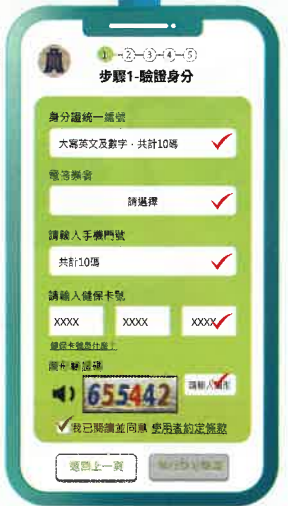 1-2-3-4-5
步驟1-驗證身分
身分證統一編號
大寫英文及數字，共計10碼
電信業者
請選擇
請輸入手機門號
共計10碼
請輸入健保卡號
XXXX XXXX XXXX
健保卡號是什麼？
圖形驗證碼
655442
請輸入圖形
我已閱讀並同意 使用者約定條款
返回上一頁